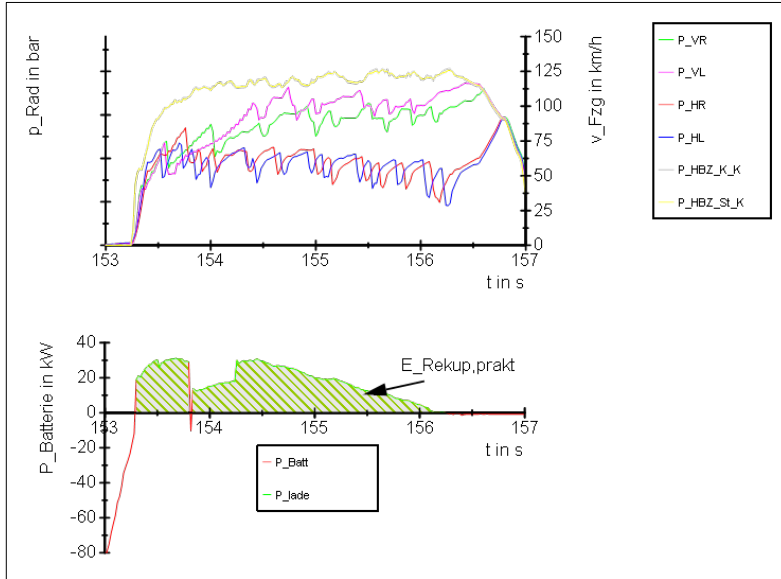 p_Rad in bar
150
125
100
75
50
25
0
v_Fzg in km/h
153 154 155 156 157
t in s
P_VR
P_VL
P_HR
P_HL
P_HBZ_K_K
P_HBZ_St_K
P_Batterie in kW
40
20
0
-20
-40
-60
-80
E_Rekup,prakt
153 154 155 156 157
t in s
P_Batt
P_lade